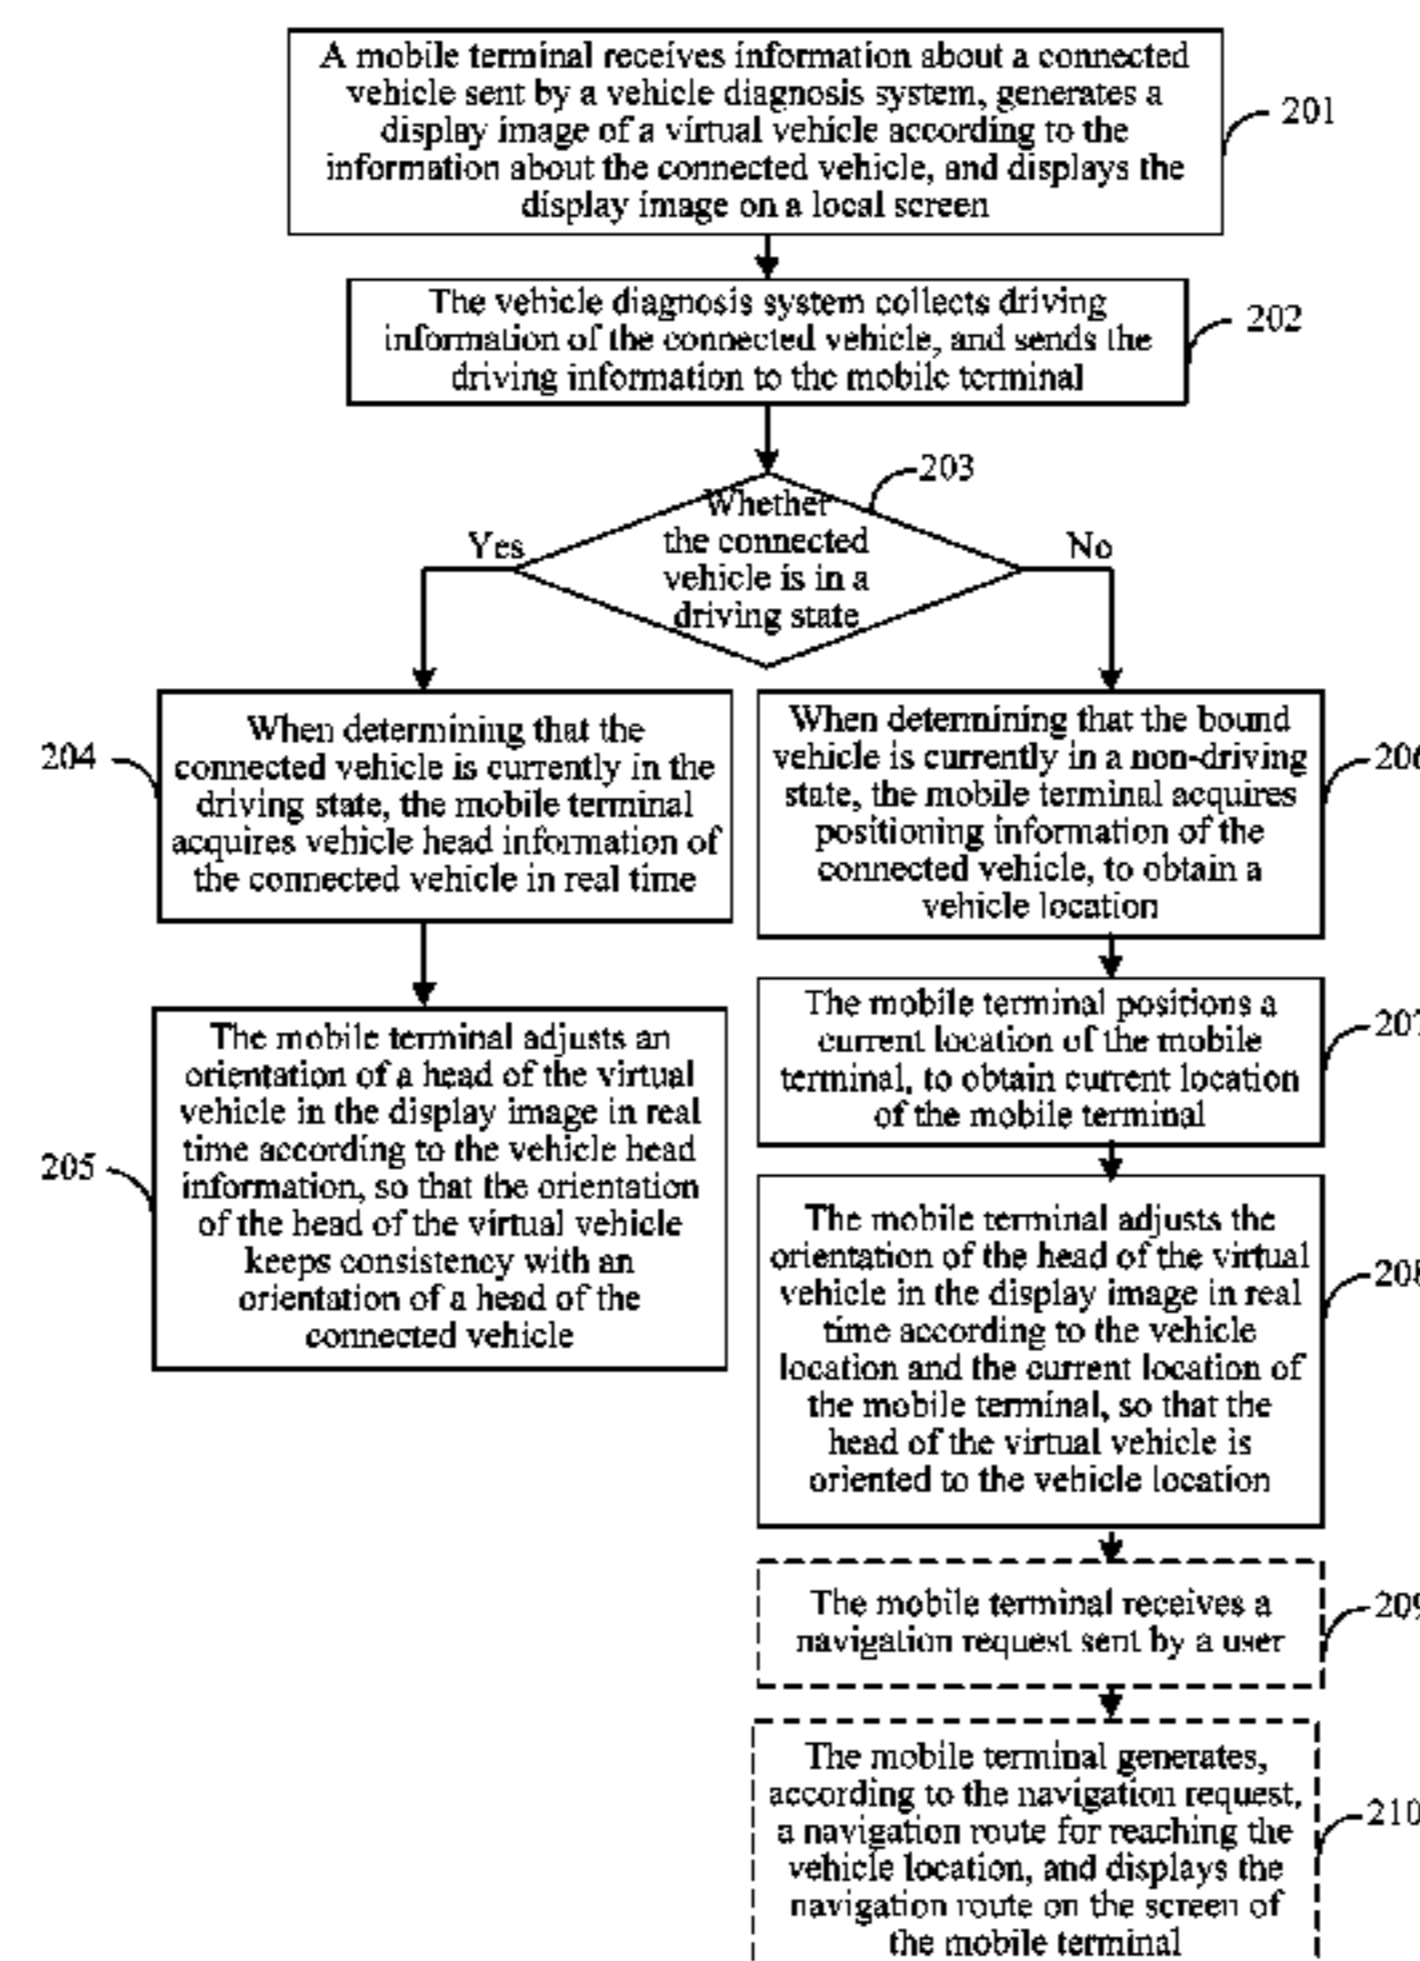 A mobile terminal receives information about a connected
vehicle sent by a vehicle diagnosis system, generates a
display image of a virtual vehicle according to the
information about the connected vehicle, and displays the
display image on a local screen
201
The vehicle diagnosis system collects driving
information of the connected vehicle, and sends the
driving information to the mobile terminal
202
203
Whether
the connected
vehicle is in a
driving state
Yes
No
204
When determining that the
connected vehicle is currently in the
driving state, the mobile terminal
acquires vehicle head information of
the connected vehicle in real time
205
The mobile terminal adjusts an
orientation of a head of the virtual
vehicle in the display image in real
time according to the vehicle head
information, so that the orientation
of the head of the virtual vehicle
keeps consistency with an
orientation of a head of the
connected vehicle
When determining that the bound
vehicle is currently in a non-driving
state, the mobile terminal acquires
positioning information of the
connected vehicle, to obtain a
vehicle location
206
The mobile terminal positions a
current location of the mobile
terminal, to obtain current location
of the mobile terminal
207
The mobile terminal adjusts the
orientation of the head of the virtual
vehicle in the display image in real
time according to the vehicle
location and the current location of
the mobile terminal, so that the
head of the virtual vehicle is
oriented to the vehicle location
208
The mobile terminal receives a
navigation request sent by a user
209
The mobile terminal generates,
according to the navigation request,
a navigation route for reaching the
vehicle location, and displays the
navigation route on the screen of
the mobile terminal
210